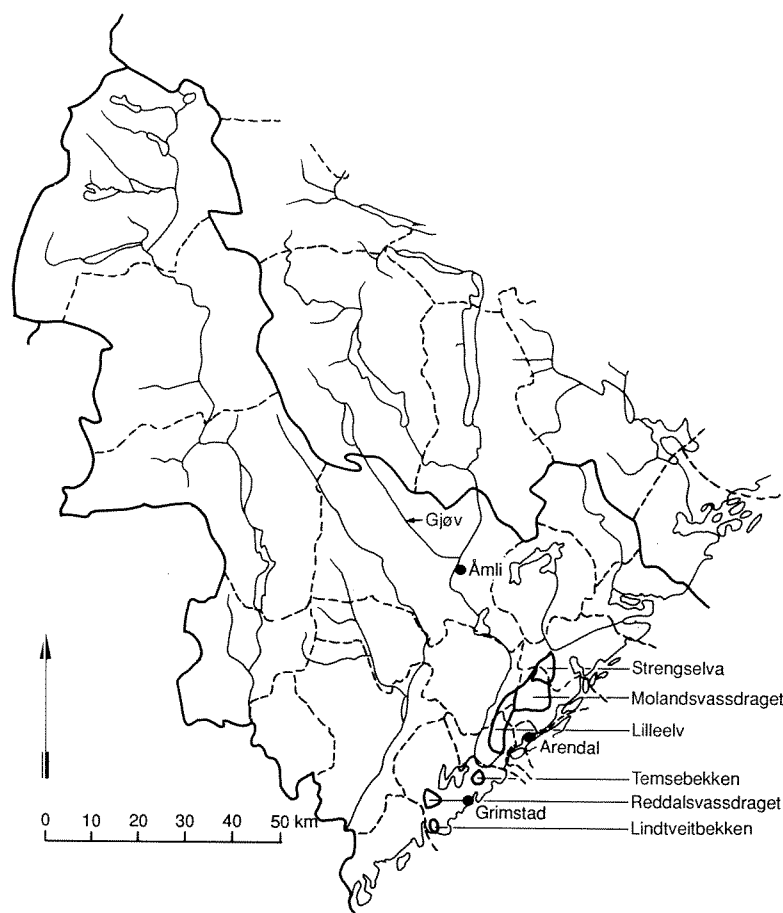 Gjøv
Åmli
Strengselva
Molandsvassdraget
Lilleelv
Arendal
Temsebekken
Reddalsvassdraget
Grimstad
Lindtveitbekken
0 10 20 30 40 50 km